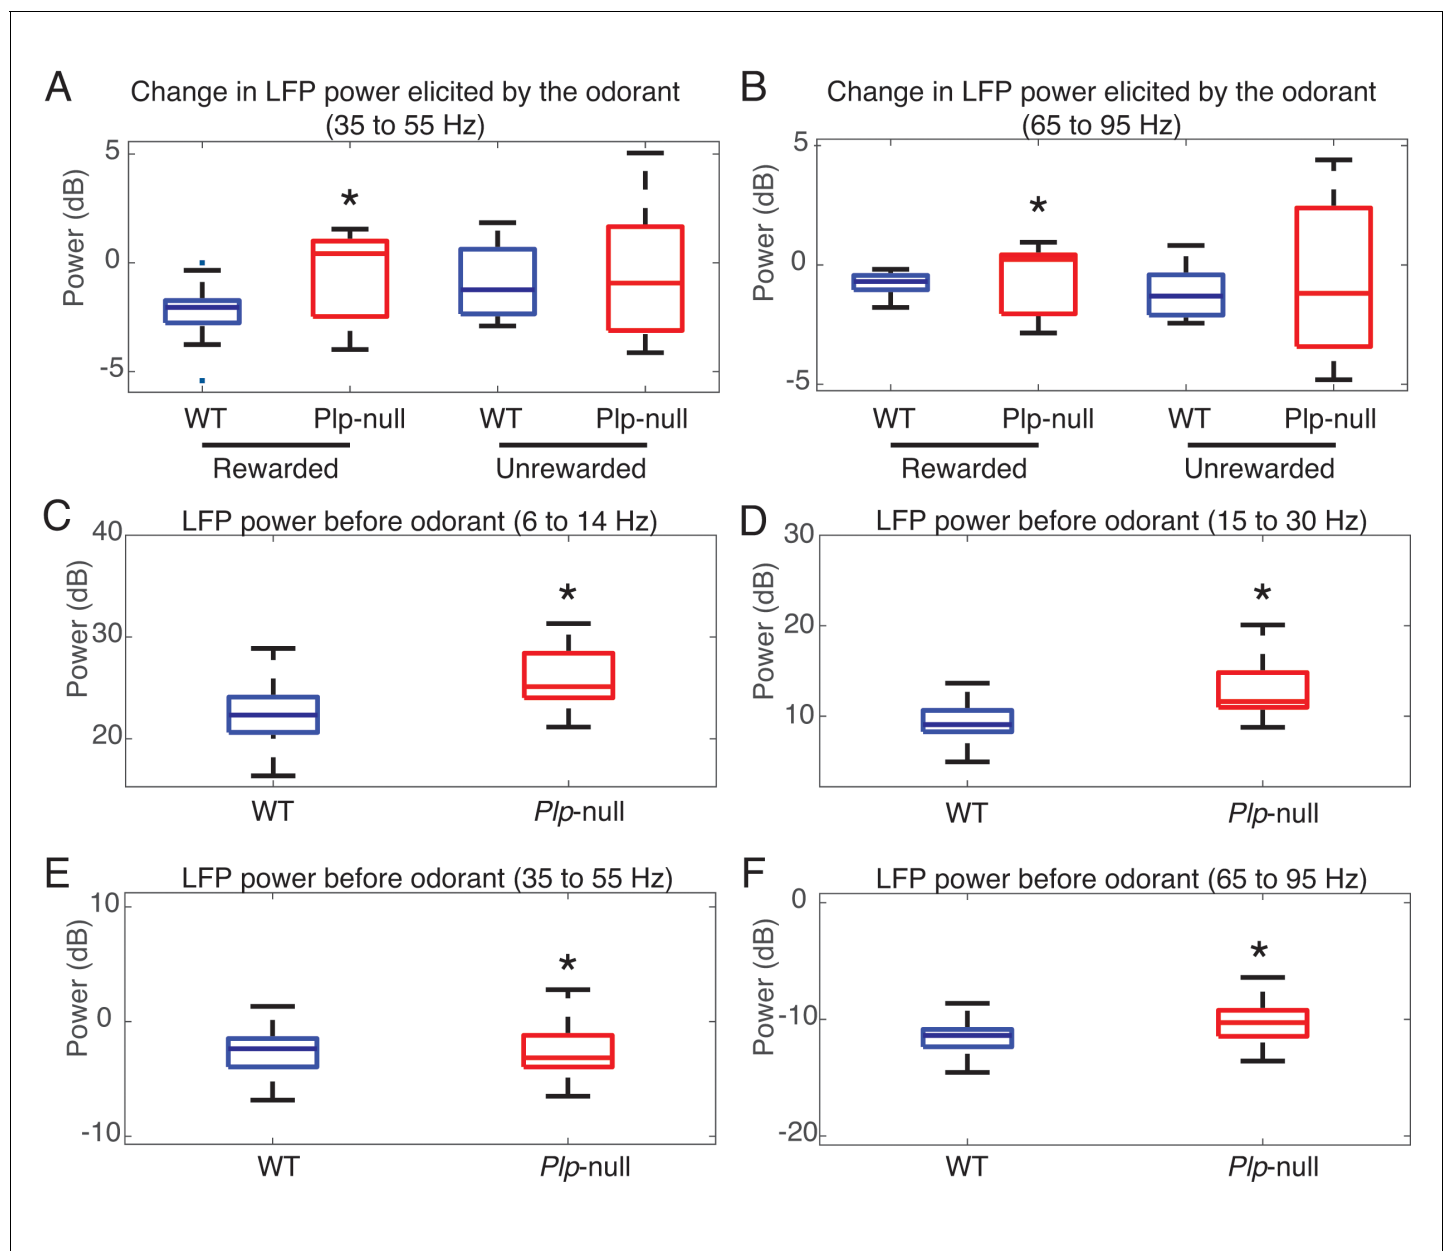 A
Change in LFP power elicited by the odorant
(35 to 55 Hz)
Power (dB)
5
0
-5
*
WT
Plp-null
WT
Plp-null
Rewarded
Unrewarded
B
Change in LFP power elicited by the odorant
(65 to 95 Hz)
Power (dB)
5
0
-5
*
WT
Plp-null
WT
Plp-null
Rewarded
Unrewarded
C
LFP power before odorant (6 to 14 Hz)
Power (dB)
40
30
20
*
WT
Plp-null
D
LFP power before odorant (15 to 30 Hz)
Power (dB)
30
20
10
*
WT
Plp-null
E
LFP power before odorant (35 to 55 Hz)
Power (dB)
10
0
-10
*
WT
Plp-null
F
LFP power before odorant (65 to 95 Hz)
Power (dB)
0
-10
-20
*
WT
Plp-null